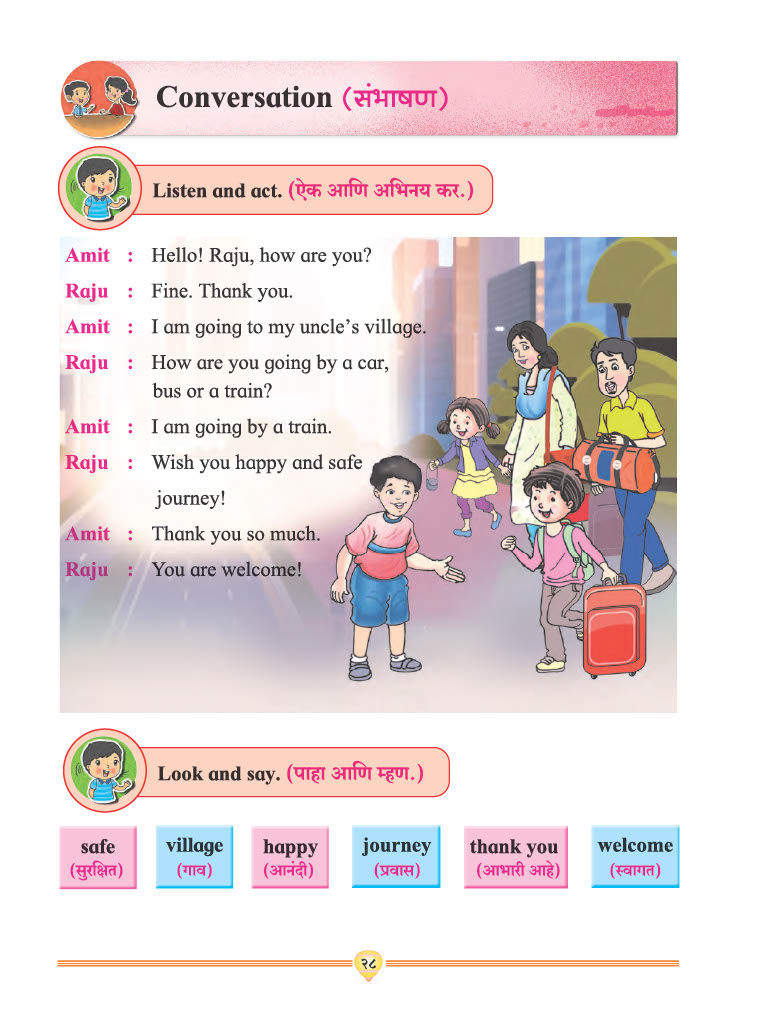 Conversation (संभाषण)
Listen and act. (ऐक आणि अभिनय कर.)
Amit : Hello! Raju, how are you?
Raju : Fine. Thank you.
Amit : I am going to my uncle’s village.
Raju : How are you going by a car,
bus or a train?
Amit : I am going by a train.
Raju : Wish you happy and safe
journey!
Amit : Thank you so much.
Raju : You are welcome!
Look and say. (पाहा आणि म्हण.)
safe village happy journey thank you welcome
(सुरक्षित) (गाव) (आनंदी) (प्रवास) (आभारी आहे) (स्वागत)
२८